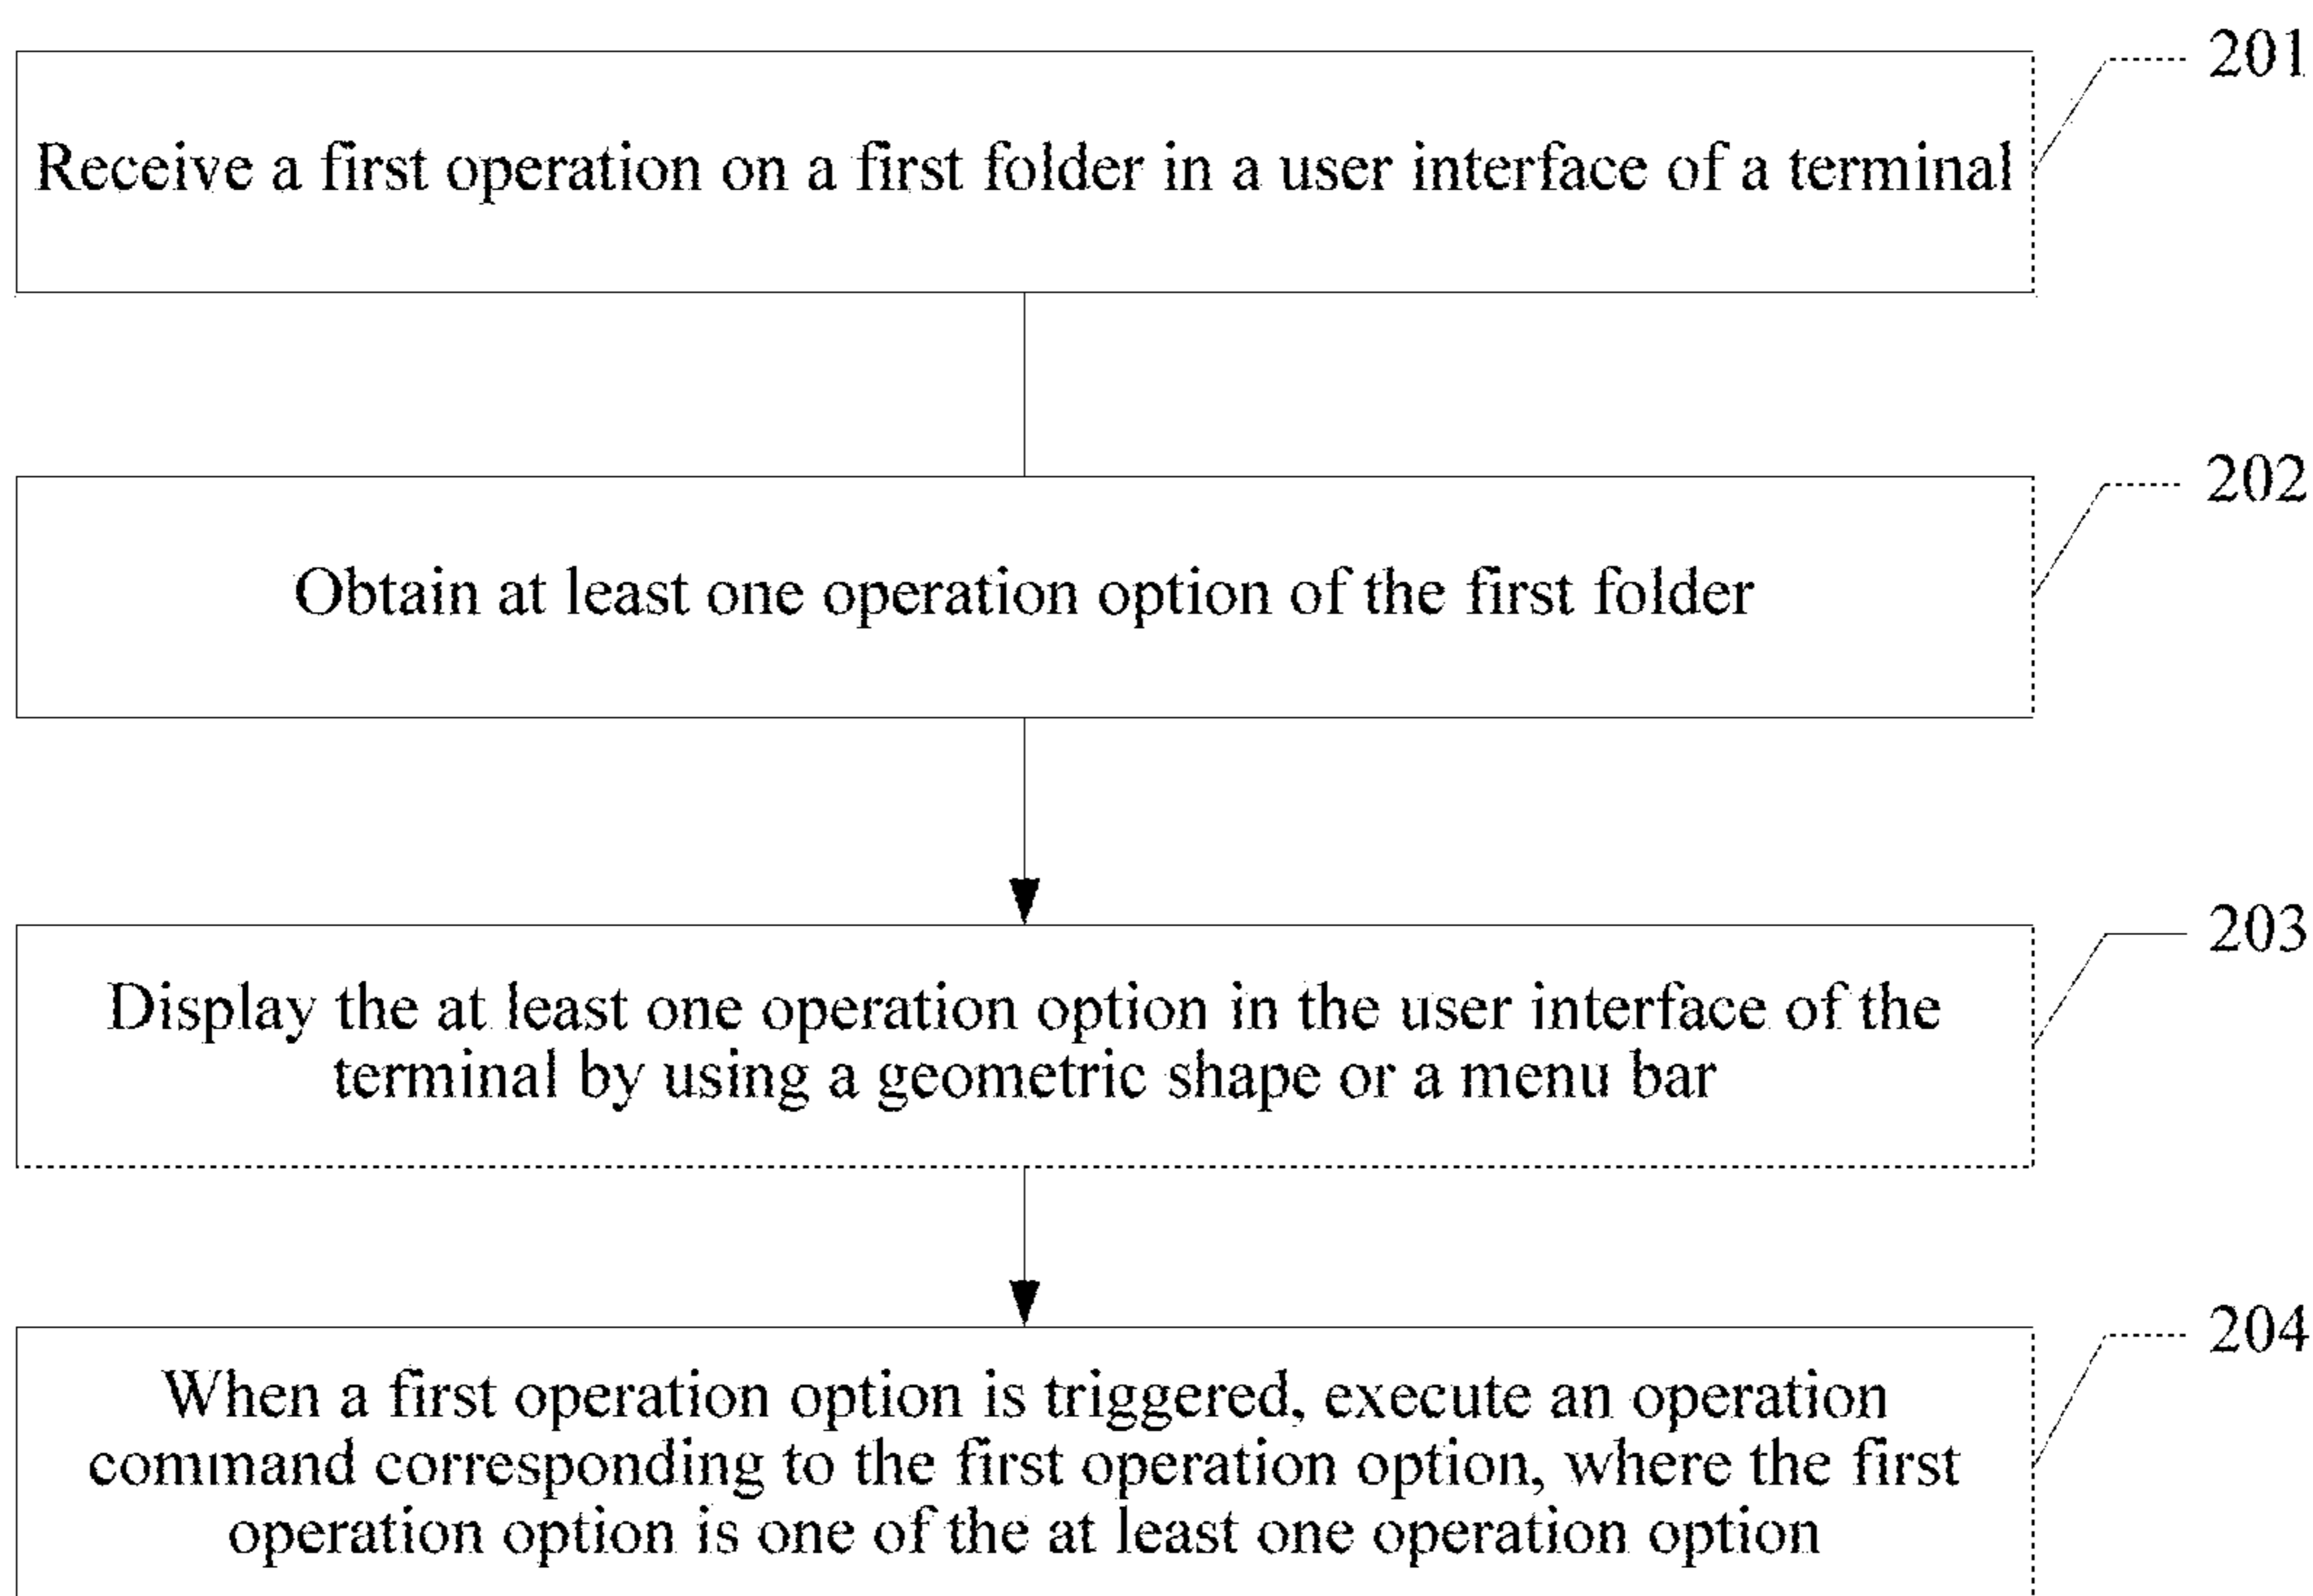 201
Receive a first operation on a first folder in a user interface of a terminal
202
Obtain at least one operation option of the first folder
203
Display the at least one operation option in the user interface of the
terminal by using a geometric shape or a menu bar
204
When a first operation option is triggered, execute an operation
command corresponding to the first operation option, where the first
operation option is one of the at least one operation option